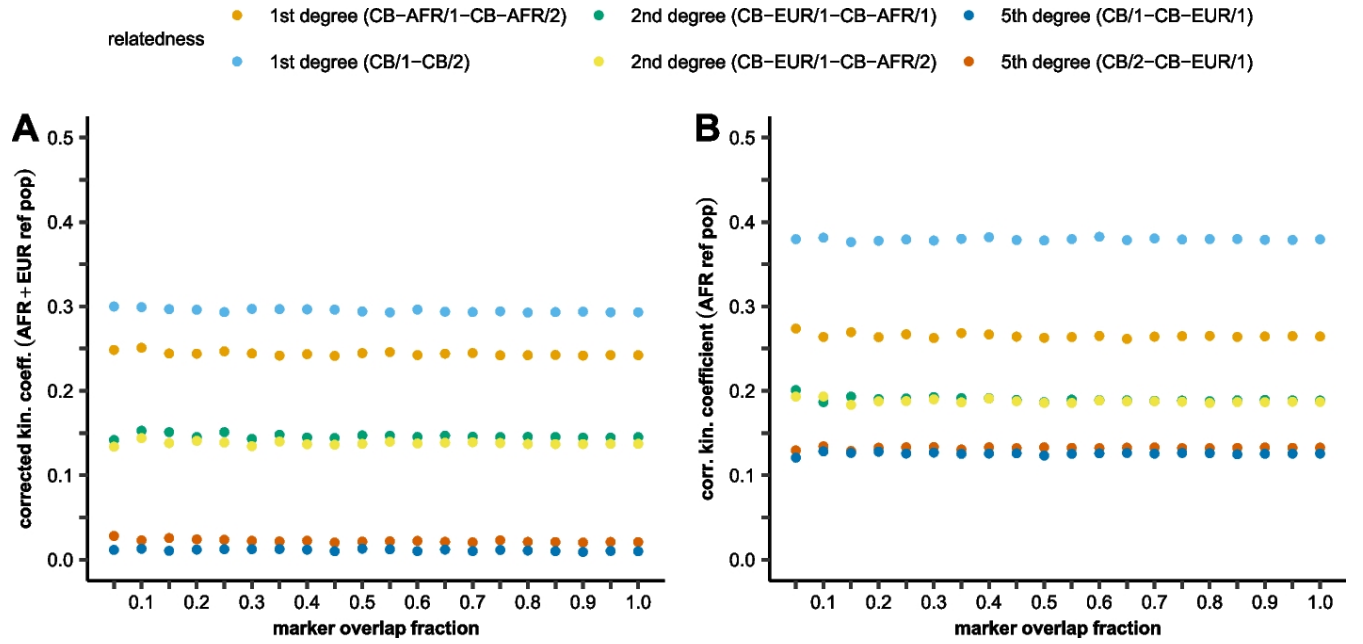 relatedness
1st degree (CB−AFR/1−CB−AFR/2)
2nd degree (CB−EUR/1−CB−AFR/1)
5th degree (CB/1−CB−EUR/1)
1st degree (CB/1−CB/2)
2nd degree (CB−EUR/1−CB−AFR/2)
5th degree (CB/2−CB−EUR/1)
A
corrected kin. coeff. (AFR + EUR ref pop)
0.5
0.4
0.3
0.2
0.1
0.0
0.1 0.2 0.3 0.4 0.5 0.6 0.7 0.8 0.9 1.0
marker overlap fraction
B
corr. kin. coefficient (AFR ref pop)
0.5
0.4
0.3
0.2
0.1
0.0
0.1 0.2 0.3 0.4 0.5 0.6 0.7 0.8 0.9 1.0
marker overlap fraction